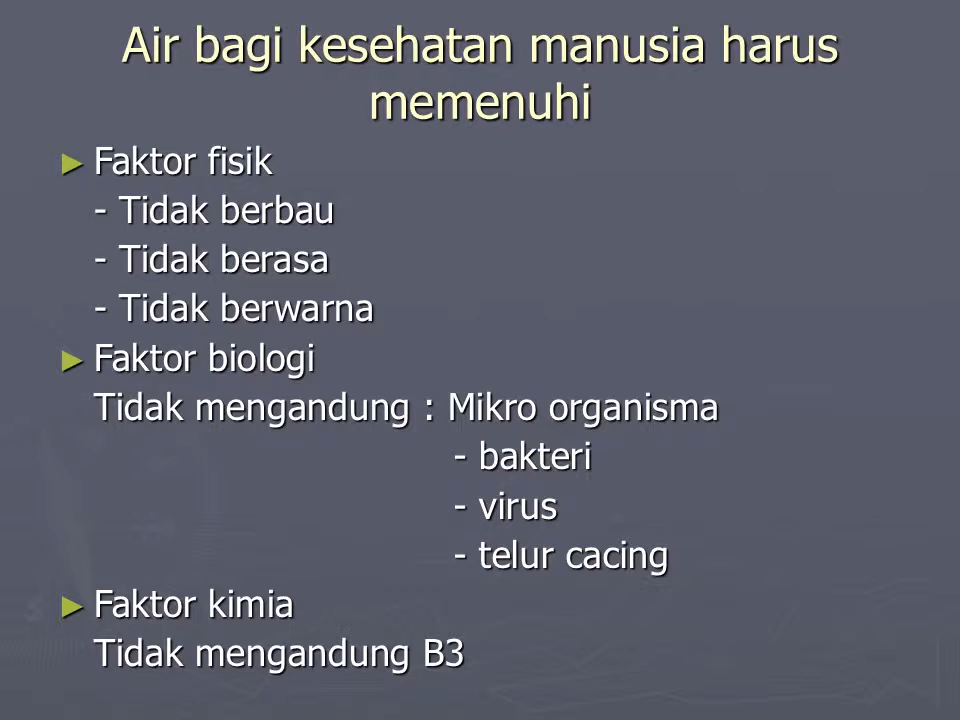 Air bagi kesehatan manusia harus
memenuhi
► Faktor fisik
- Tidak berbau
- Tidak berasa
- Tidak berwarna
► Faktor biologi
Tidak mengandung : Mikro organisma
- bakteri
- virus
- telur cacing
► Faktor kimia
Tidak mengandung B3